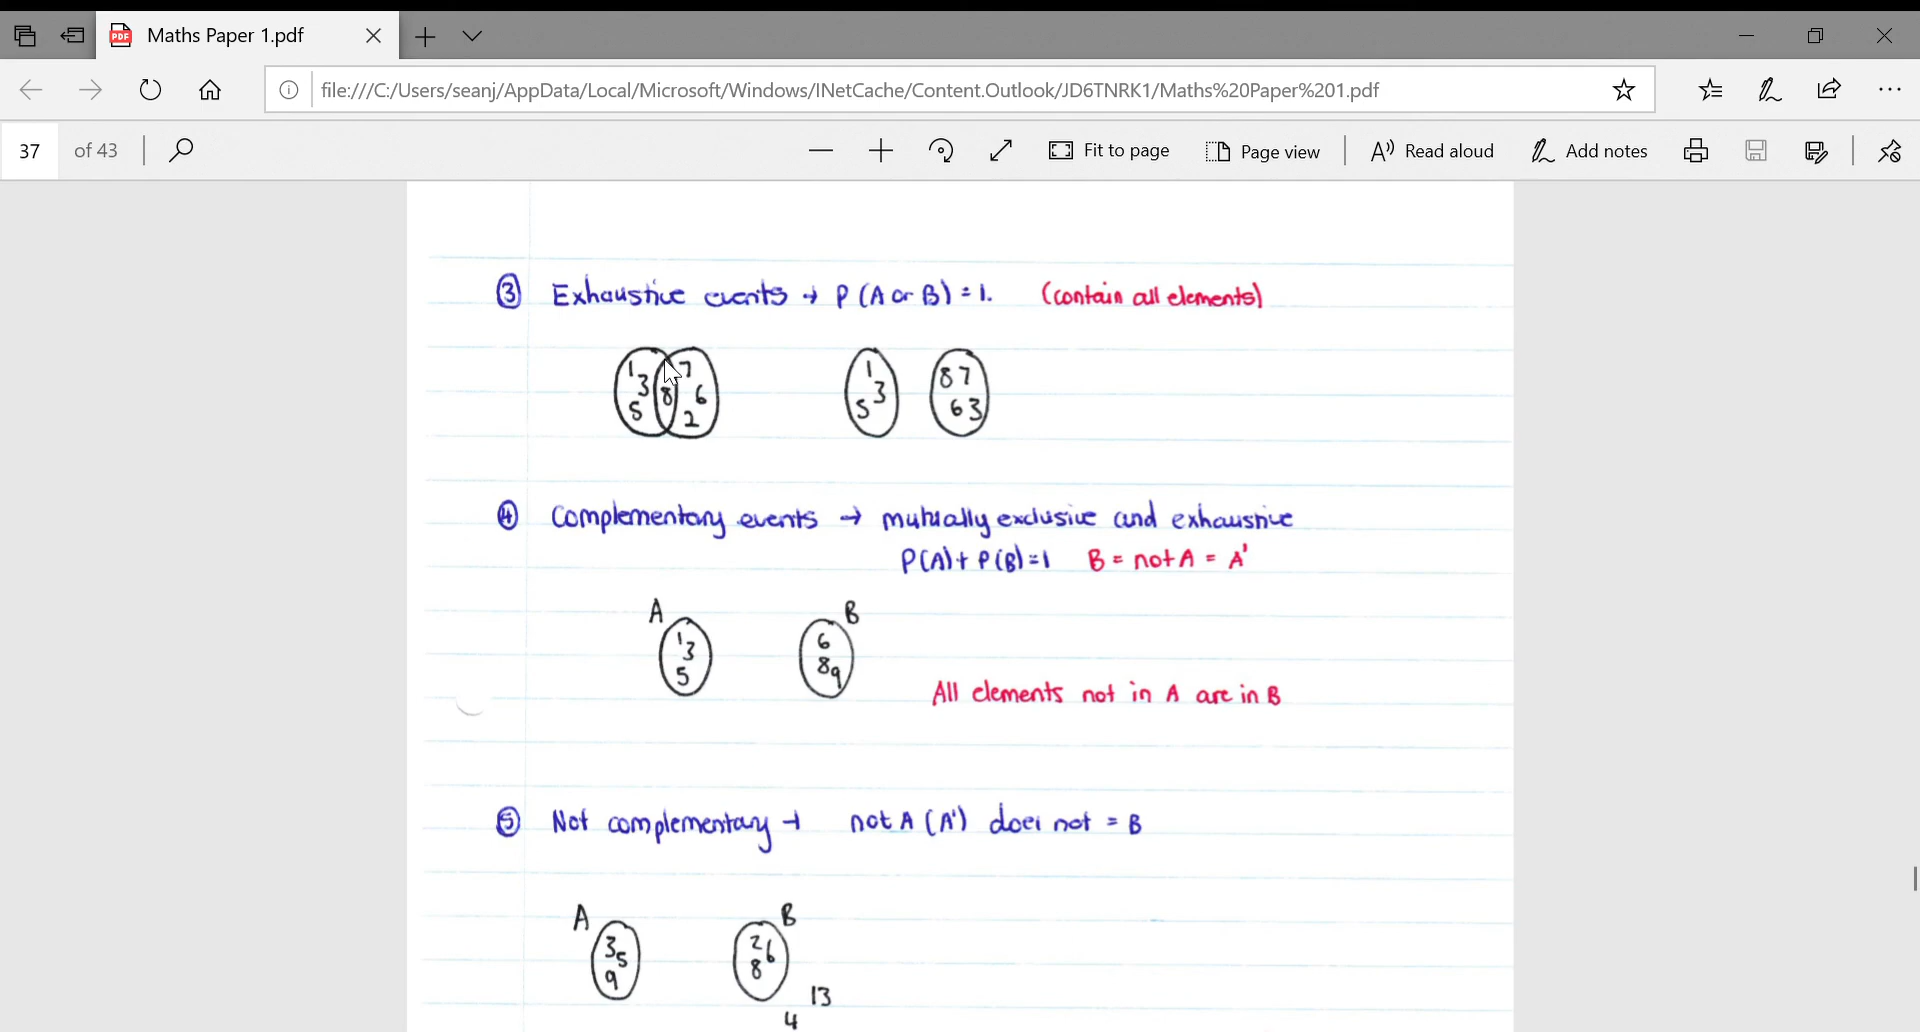 Maths Paper 1.pdf
file:///C:/Users/seanj/AppData/Local/Microsoft/Windows/INetCache/Content.Outlook/JD6TNRK1/Maths%20Paper%201.pdf
37 of 43 Fit to page Page view Read aloud Add notes
③ Exhaustive events → P (A or B) = 1. (contain all elements)
1 7
3 8 6
5 2
1
3
5
8 7
6 3
④ Complementary events → mutually exclusive and exhaustive
P(A) + P(B) = 1 B = not A = A'
A B
1
3
5
6
8 9
All elements not in A are in B
⑤ Not complementary → not A (A') does not = B
A B
3 5
9
2 6
8
13
4